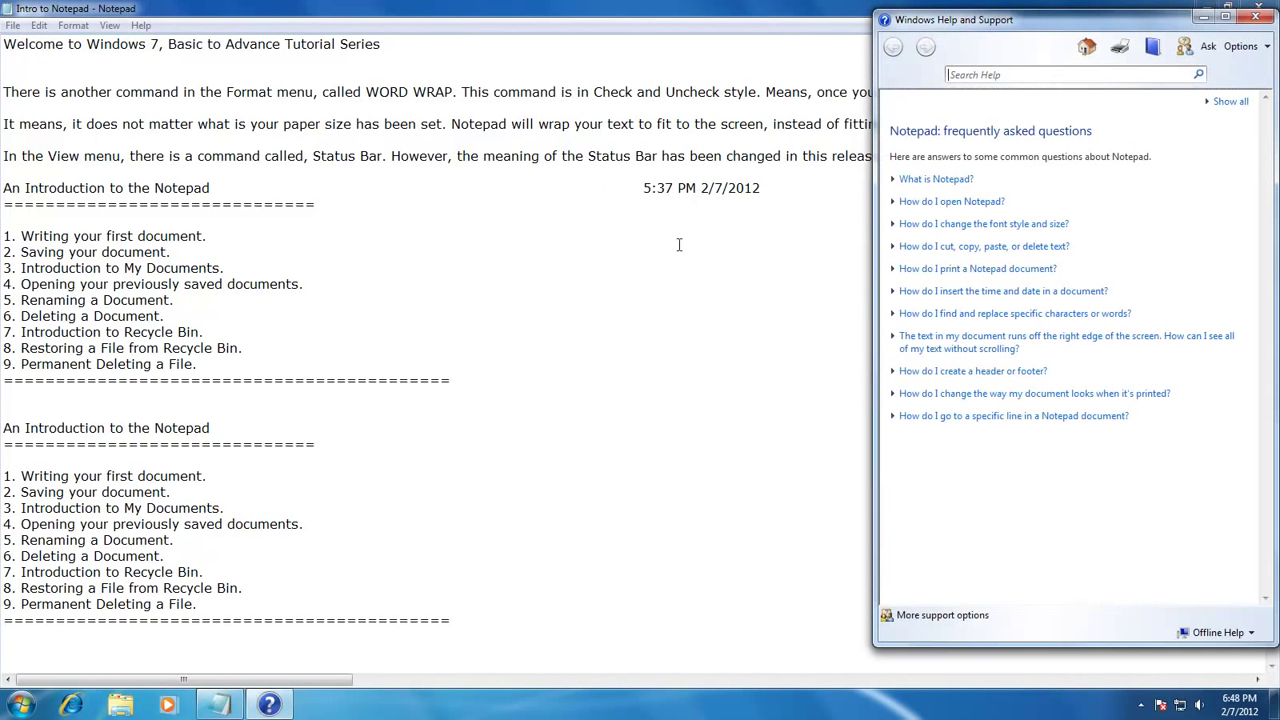 Intro to Notepad - Notepad
File Edit Format View Help
Welcome to Windows 7, Basic to Advance Tutorial Series
There is another command in the Format menu, called WORD WRAP. This command is in Check and Uncheck style. Means, once you
It means, it does not matter what is your paper size has been set. Notepad will wrap your text to fit to the screen, instead of
In the View menu, there is a command called, Status Bar. However, the meaning of the Status Bar has been changed in this
An Introduction to the Notepad 5:37 PM 2/7/2012
=============================
1. Writing your first document.
2. Saving your document.
3. Introduction to My Documents.
4. Opening your previously saved documents.
5. Renaming a Document.
6. Deleting a Document.
7. Introduction to Recycle Bin.
8. Restoring a File from Recycle Bin.
9. Permanent Deleting a File.
==========================================
An Introduction to the Notepad
=============================
1. Writing your first document.
2. Saving your document.
3. Introduction to My Documents.
4. Opening your previously saved documents.
5. Renaming a Document.
6. Deleting a Document.
7. Introduction to Recycle Bin.
8. Restoring a File from Recycle Bin.
9. Permanent Deleting a File.
==========================================
Windows Help and Support
Ask Options
Search Help
Show all
Notepad: frequently asked questions
Here are answers to some common questions about Notepad.
What is Notepad?
How do I open Notepad?
How do I change the font style and size?
How do I cut, copy, paste, or delete text?
How do I print a Notepad document?
How do I insert the time and date in a document?
How do I find and replace specific characters or words?
The text in my document runs off the right edge of the screen. How can I see all
of my text without scrolling?
How do I create a header or footer?
How do I change the way my document looks when it's printed?
How do I go to a specific line in a Notepad document?
More support options
Offline Help
6:48 PM
2/7/2012